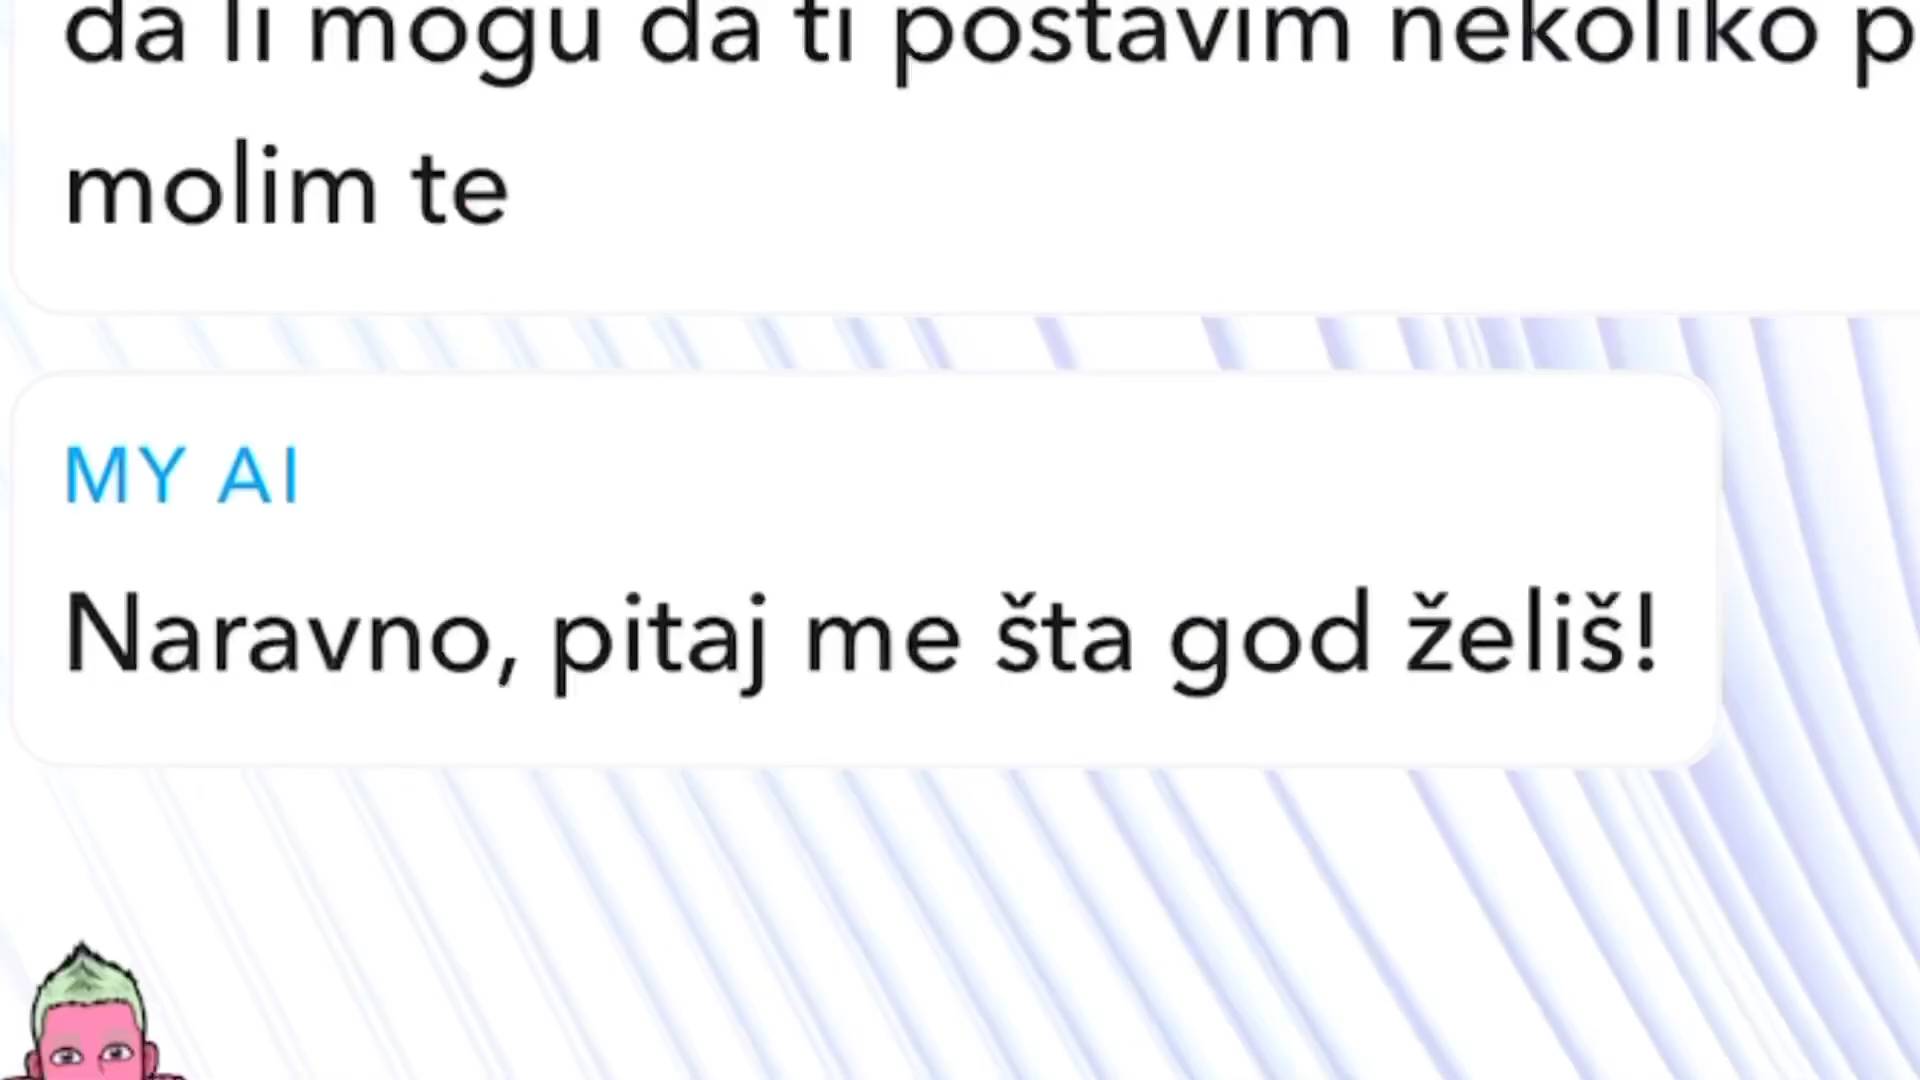 da li mogu da ti postavim nekoliko
molim te
MY AI
Naravno, pitaj me šta god želiš!